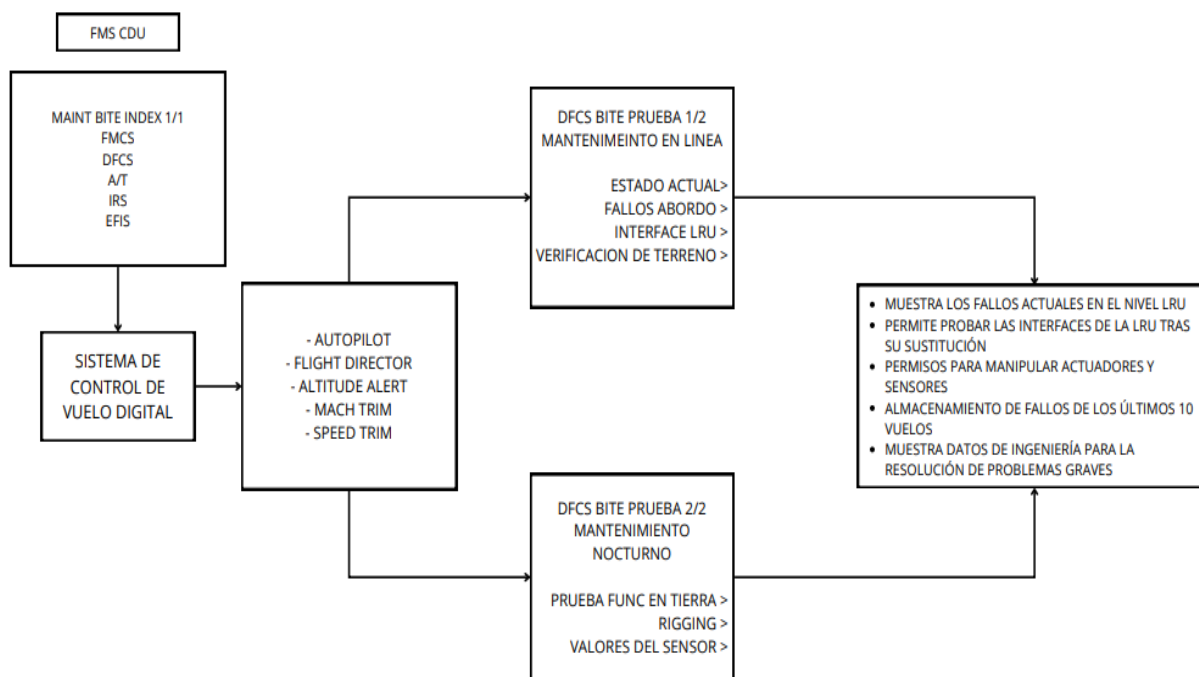 FMS CDU
MAINT BITE INDEX 1/1
FMCS
DFCS
A/T
IRS
EFIS
SISTEMA DE
CONTROL DE
VUELO DIGITAL
- AUTOPILOT
- FLIGHT DIRECTOR
- ALTITUDE ALERT
- MACH TRIM
- SPEED TRIM
DFCS BITE PRUEBA 1/2
MANTENIMEINTO EN LINEA
ESTADO ACTUAL>
FALLOS ABORDO >
INTERFACE LRU >
VERIFICACION DE TERRENO >
DFCS BITE PRUEBA 2/2
MANTENIMIENTO
NOCTURNO
PRUEBA FUNC EN TIERRA >
RIGGING >
VALORES DEL SENSOR >
• MUESTRA LOS FALLOS ACTUALES EN EL NIVEL LRU
• PERMITE PROBAR LAS INTERFACES DE LA LRU TRAS
SU SUSTITUCIÓN
• PERMISOS PARA MANIPULAR ACTUADORES Y
SENSORES
• ALMACENAMIENTO DE FALLOS DE LOS ÚLTIMOS 10
VUELOS
• MUESTRA DATOS DE INGENIERÍA PARA LA
RESOLUCIÓN DE PROBLEMAS GRAVES